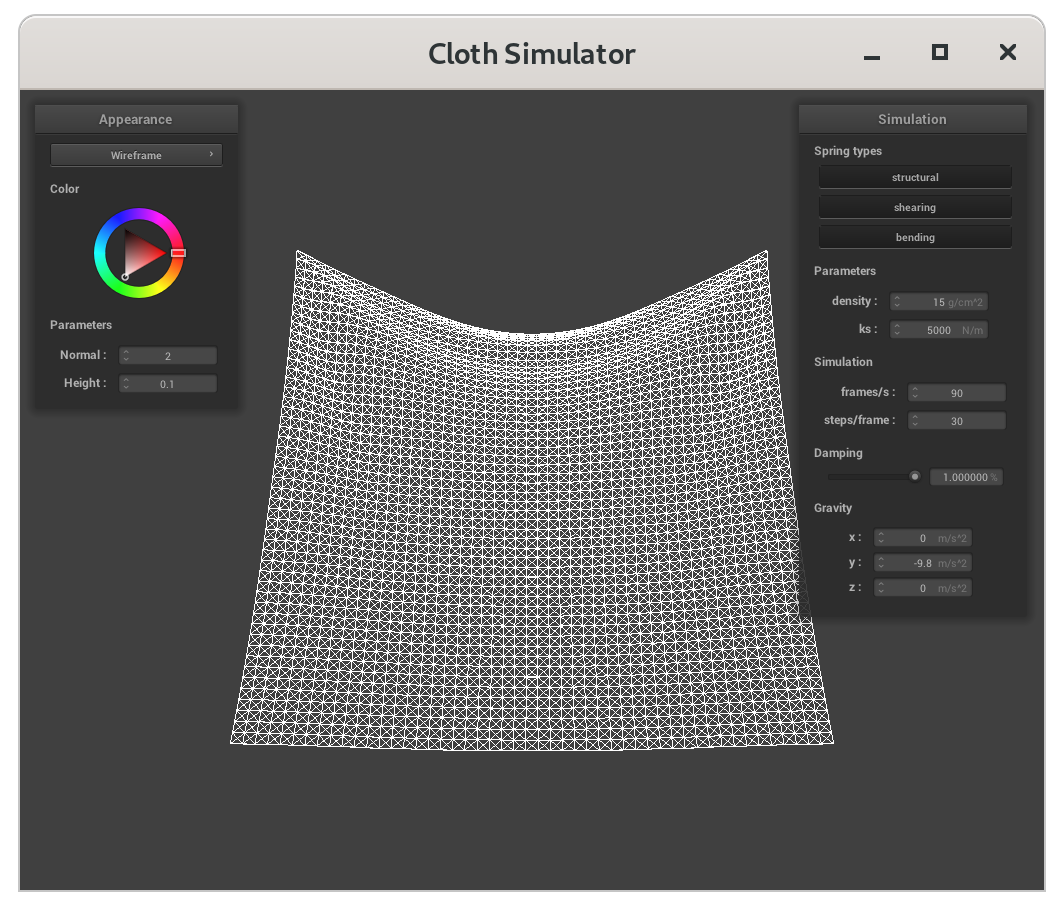 Cloth Simulator
Appearance
Wireframe
Color
Parameters
Normal : 2
Height : 0.1
Simulation
Spring types
structural
shearing
bending
Parameters
density : 15 g/cm^2
ks : 5000 N/m
Simulation
frames/s : 90
steps/frame : 30
Damping
1.000000 %
Gravity
x : 0 m/s^2
y : -9.8 m/s^2
z : 0 m/s^2